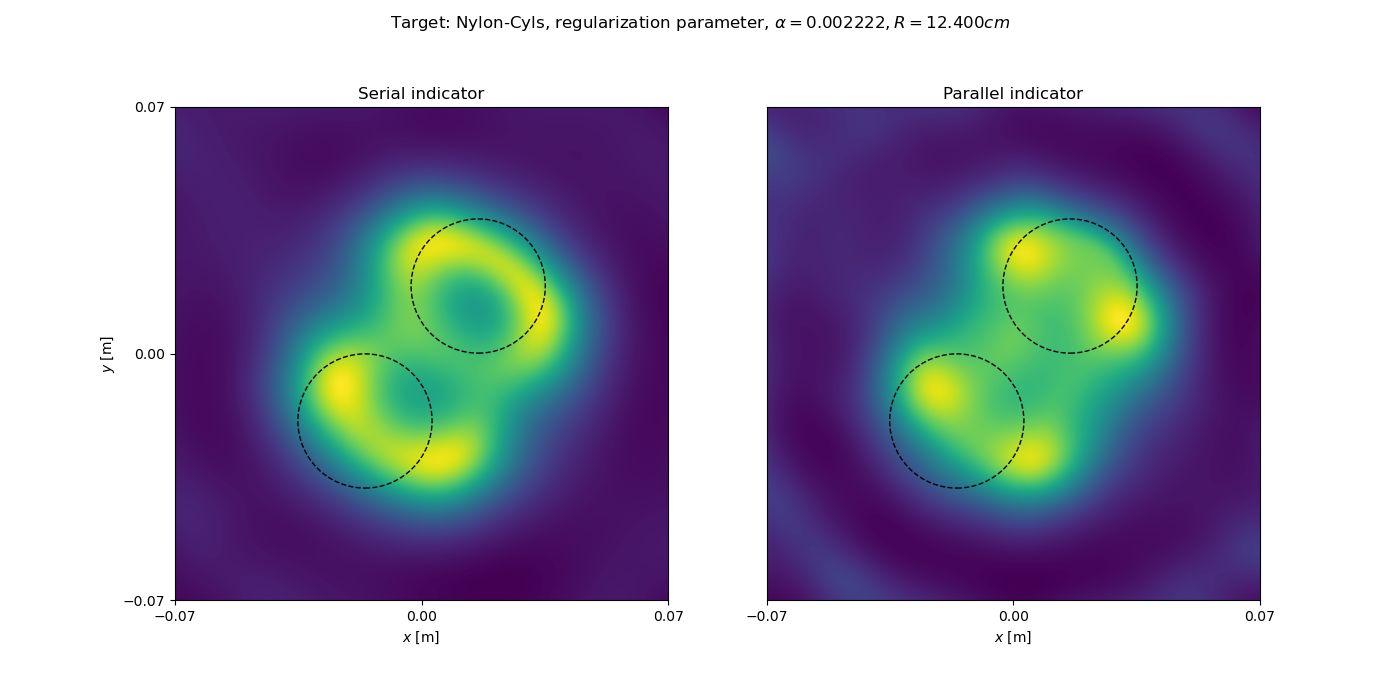 Target: Nylon-Cyls, regularization parameter, α = 0.002222, R = 12.400cm
Serial indicator
Parallel indicator
0.07
0.00
−0.07
y [m]
−0.07 0.00 0.07
x [m]
−0.07 0.00 0.07
x [m]